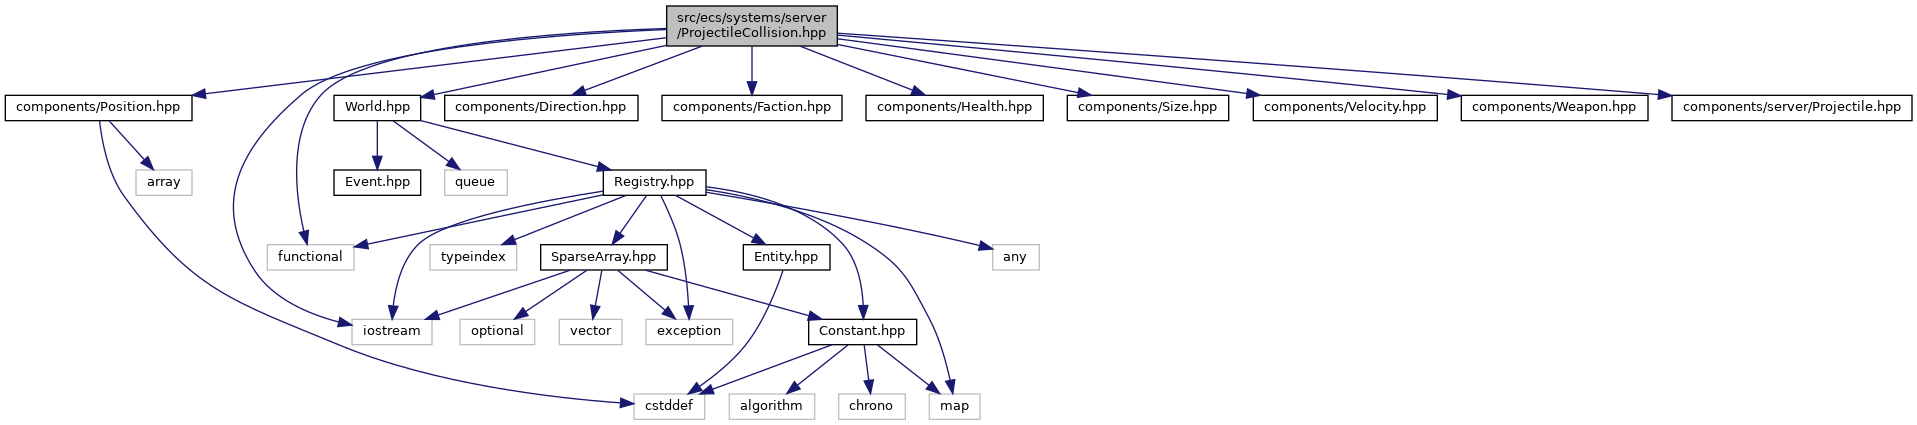 src/ecs/systems/server
/ProjectileCollision.hpp
components/Position.hpp
World.hpp
components/Direction.hpp
components/Faction.hpp
components/Health.hpp
components/Size.hpp
components/Velocity.hpp
components/Weapon.hpp
components/server/Projectile.hpp
array
Event.hpp
queue
Registry.hpp
functional
typeindex
SparseArray.hpp
Entity.hpp
any
iostream
optional
vector
exception
Constant.hpp
cstddef
algorithm
chrono
map